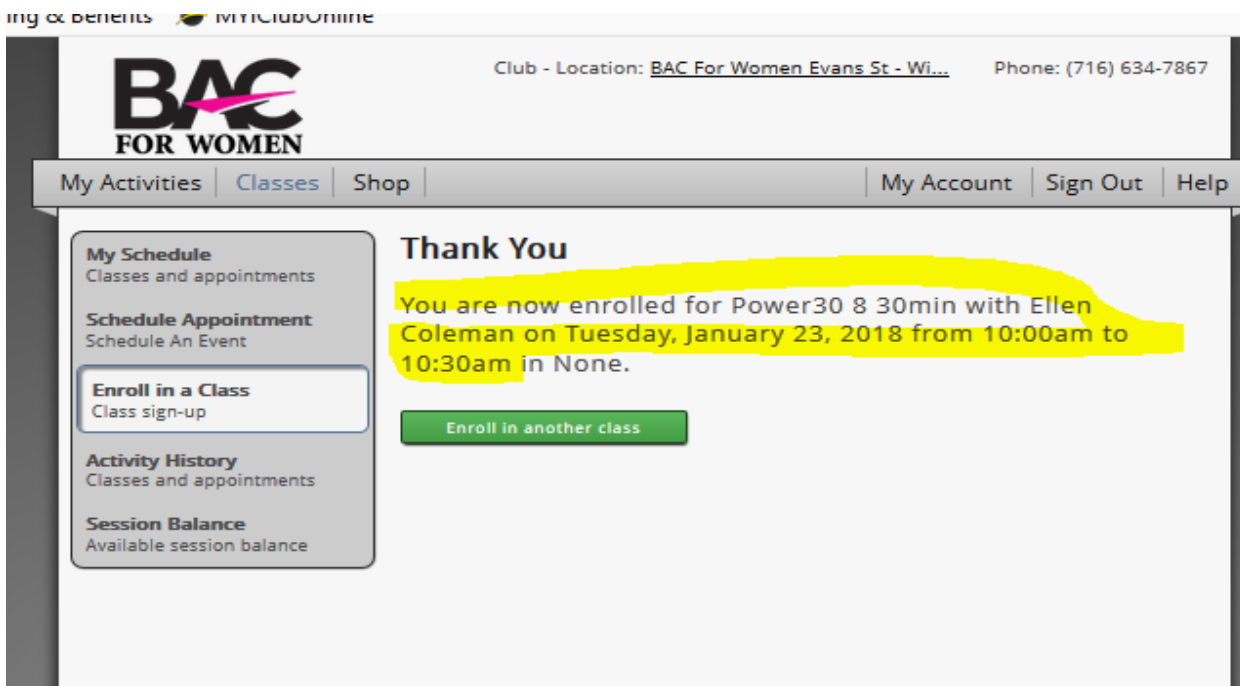 ing & Benefits MYiClubOnline
BAC
FOR WOMEN
Club - Location: BAC For Women Evans St - Wi... Phone: (716) 634-7867
My Activities Classes Shop My Account Sign Out Help
My Schedule
Classes and appointments
Schedule Appointment
Schedule An Event
Enroll in a Class
Class sign-up
Activity History
Classes and appointments
Session Balance
Available session balance
Thank You
You are now enrolled for Power30 8 30min with Ellen
Coleman on Tuesday, January 23, 2018 from 10:00am to
10:30am in None.
Enroll in another class